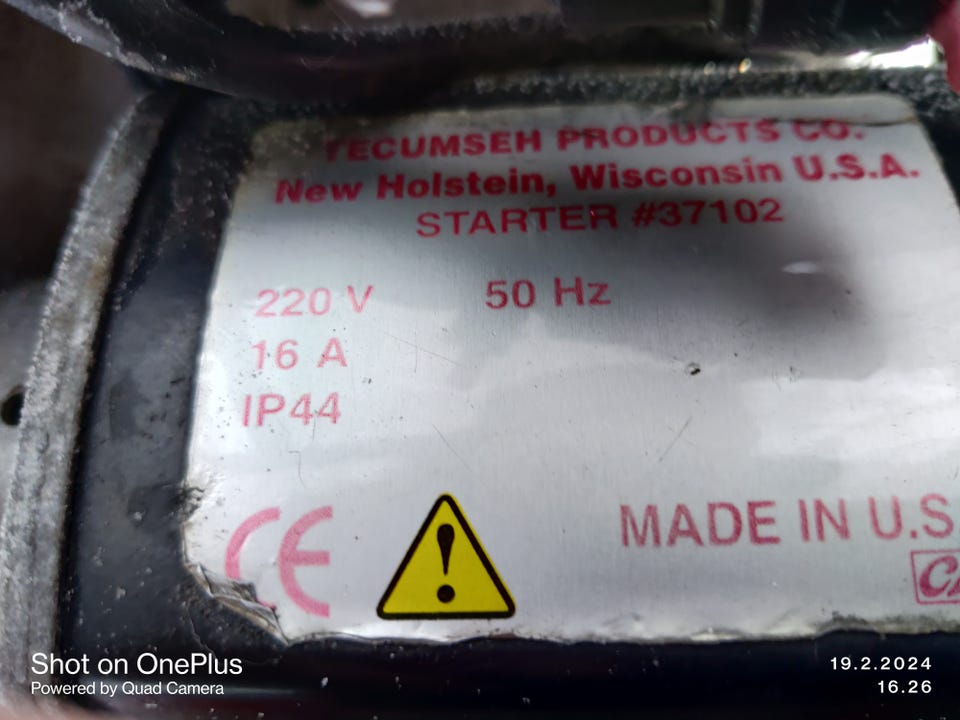 TECUMSEH PRODUCTS CO.
New Holstein, Wisconsin U.S.A.
STARTER #37102
220 V 50 Hz
16 A
IP44
CE
MADE IN U.S.
Shot on OnePlus
Powered by Quad Camera
19.2.2024
16.26